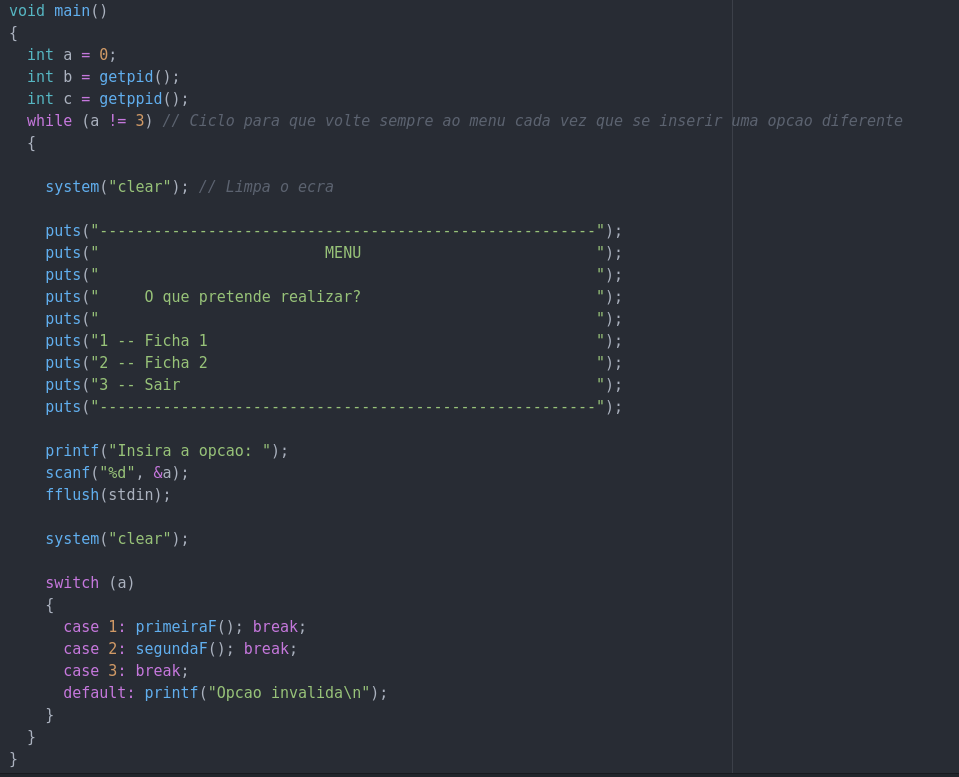 void main()
{
  int a = 0;
  int b = getpid();
  int c = getppid();
  while (a != 3) // Ciclo para que volte sempre ao menu cada vez que se inserir uma opcao diferente
  {

    system("clear"); // Limpa o ecra

    puts("-------------------------------------------------------");
    puts("                         MENU                          ");
    puts("                                                       ");
    puts("     O que pretende realizar?                          ");
    puts("                                                       ");
    puts("1 -- Ficha 1                                           ");
    puts("2 -- Ficha 2                                           ");
    puts("3 -- Sair                                              ");
    puts("-------------------------------------------------------");

    printf("Insira a opcao: ");
    scanf("%d", &a);
    fflush(stdin);

    system("clear");

    switch (a)
    {
      case 1: primeiraF(); break;
      case 2: segundaF(); break;
      case 3: break;
      default: printf("Opcao invalida\n");
    }
  }
}